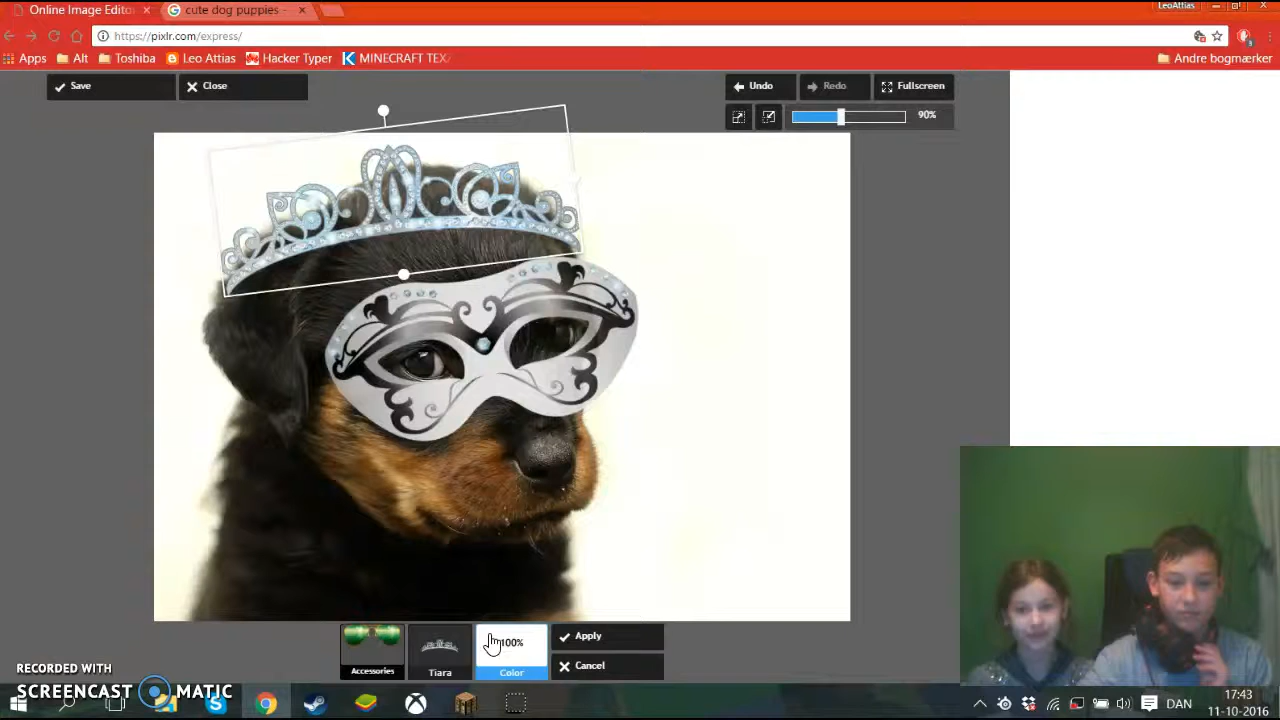 LeoAttias
Online Image Edito
cute dog puppies -
https://pixlr.com/express/
Apps
Alt
Toshiba
Leo Attias
Hacker Typer
MINECRAFT TEX
Andre bogmærker
Save
Close
Undo
Redo
Fullscreen
90%
100%
Accessories
Tiara
Color
Apply
Cancel
RECORDED WITH
SCREENCAST MATIC
DAN
17:43
11-10-2016